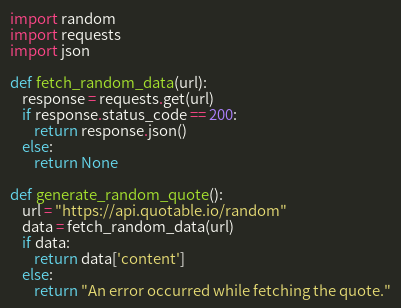 import random
import requests
import json

def fetch_random_data(url):
    response = requests.get(url)
    if response.status_code == 200:
        return response.json()
    else:
        return None

def generate_random_quote():
    url = "https://api.quotable.io/random"
    data = fetch_random_data(url)
    if data:
        return data['content']
    else:
        return "An error occurred while fetching the quote."